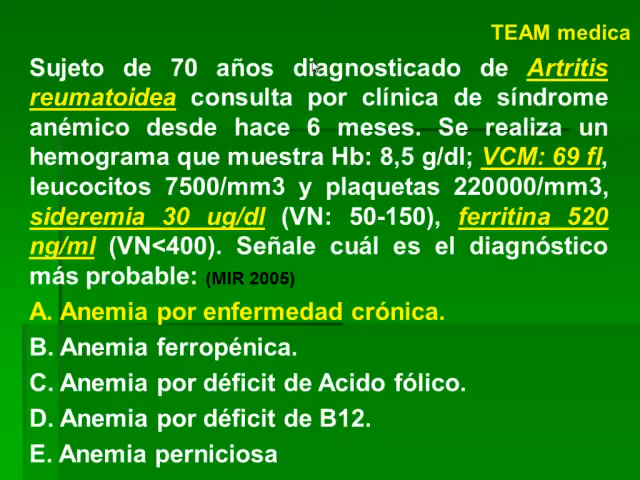 TEAM medica
Sujeto de 70 años diagnosticado de Artritis
reumatoidea consulta por clínica de síndrome
anémico desde hace 6 meses. Se realiza un
hemograma que muestra Hb: 8,5 g/dl; VCM: 69 fl,
leucocitos 7500/mm3 y plaquetas 220000/mm3,
sideremia 30 ug/dl (VN: 50-150), ferritina 520
ng/ml (VN<400). Señale cuál es el diagnóstico
más probable: (MIR 2005)
A. Anemia por enfermedad crónica.
B. Anemia ferropénica.
C. Anemia por déficit de Acido fólico.
D. Anemia por déficit de B12.
E. Anemia perniciosa